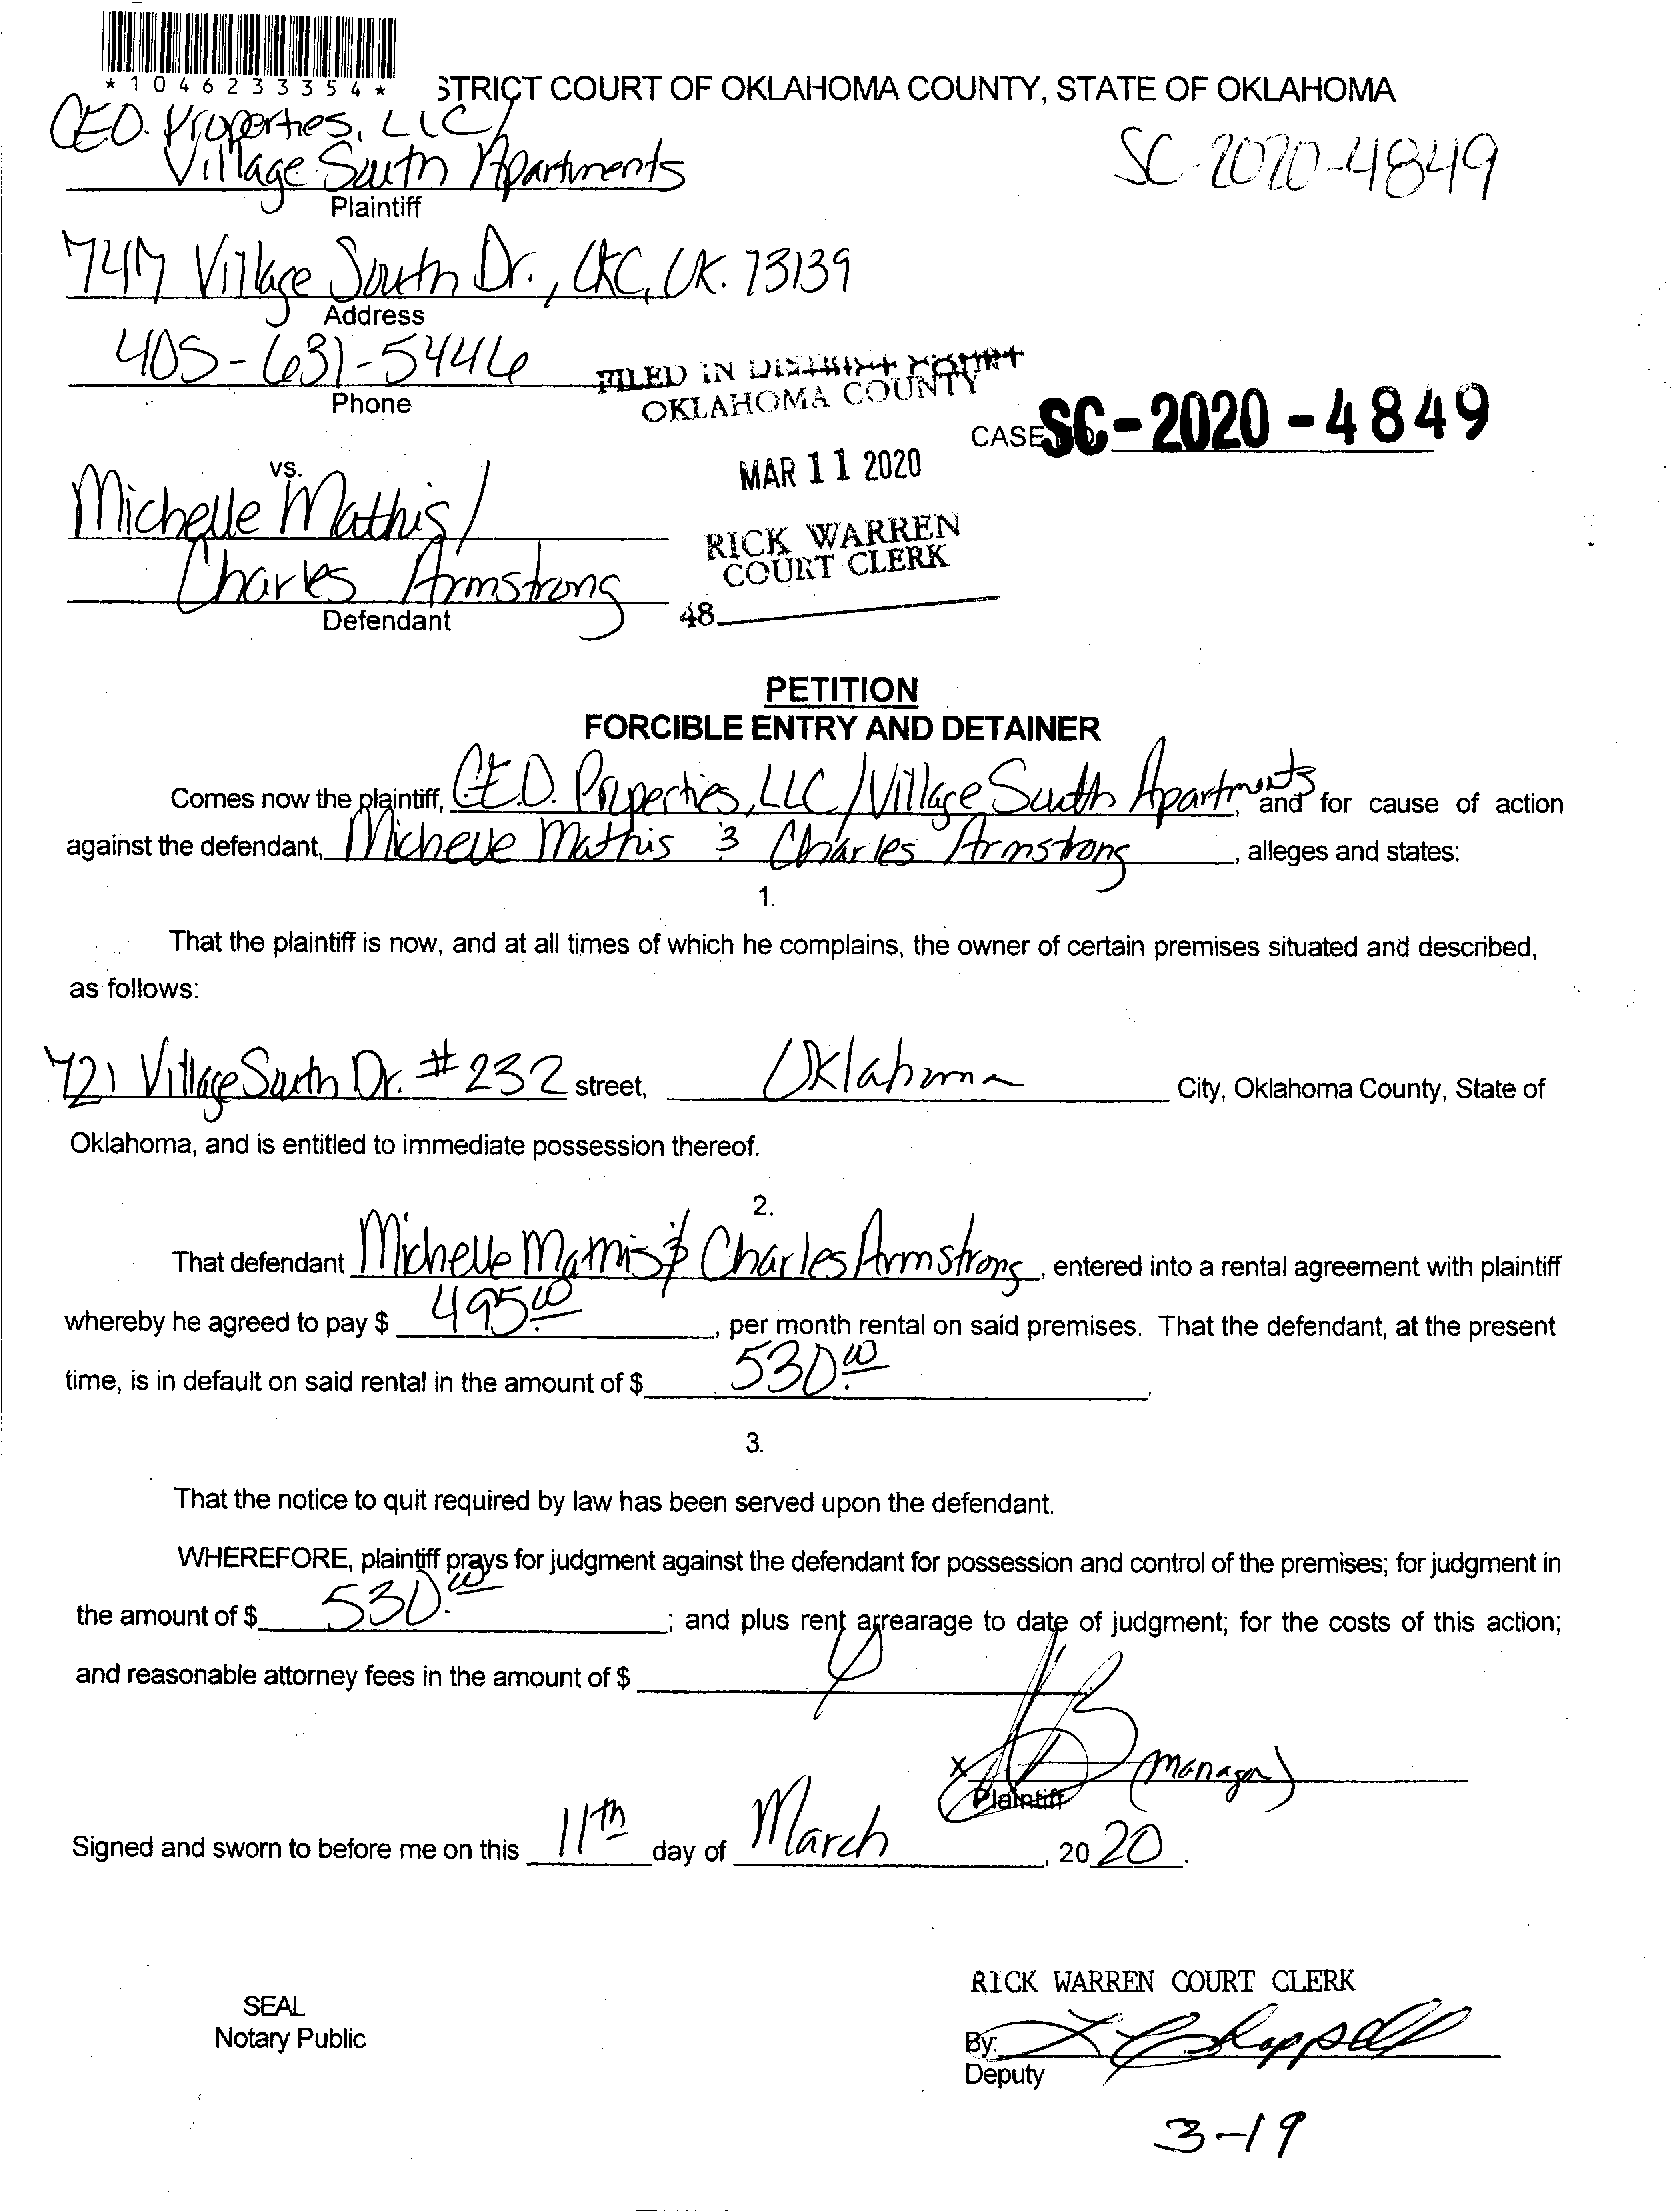 *1046233354*
STRICT COURT OF OKLAHOMA COUNTY, STATE OF OKLAHOMA
C.E.D. Properties, LLC/
Village South Apartments
SC-2020-4849
Plaintiff
747 Village South Dr., OKC, OK. 73139
Address
405-631-5446
Phone
FILED IN DISTRICT COURT
OKLAHOMA COUNTY
CASE SC-2020-4849
MAR 11 2020
vs.
Michelle Mathis/
RICK WARREN
COURT CLERK
Charles Armstrong
Defendant
48
PETITION
FORCIBLE ENTRY AND DETAINER
Comes now the plaintiff, C.E.D. Properties, LLC/Village South Apartments, and for cause of action
against the defendant, Michelle Mathis & Charles Armstrong, alleges and states:
1.
That the plaintiff is now, and at all times of which he complains, the owner of certain premises situated and described,
as follows:
721 Village South Dr. #232 street, Oklahoma City, Oklahoma County, State of
Oklahoma, and is entitled to immediate possession thereof.
2.
That defendant Michelle Mathis & Charles Armstrong, entered into a rental agreement with plaintiff
whereby he agreed to pay $ 495.00, per month rental on said premises. That the defendant, at the present
time, is in default on said rental in the amount of $ 530.00.
3.
That the notice to quit required by law has been served upon the defendant.
WHEREFORE, plaintiff prays for judgment against the defendant for possession and control of the premises; for judgment in
the amount of $ 530.00; and plus rent arrearage to date of judgment; for the costs of this action;
and reasonable attorney fees in the amount of $
x (manager)
Plaintiff
Signed and sworn to before me on this 11th day of March, 2020.
RICK WARREN COURT CLERK
SEAL
Notary Public
By: Chappell
Deputy
3-19